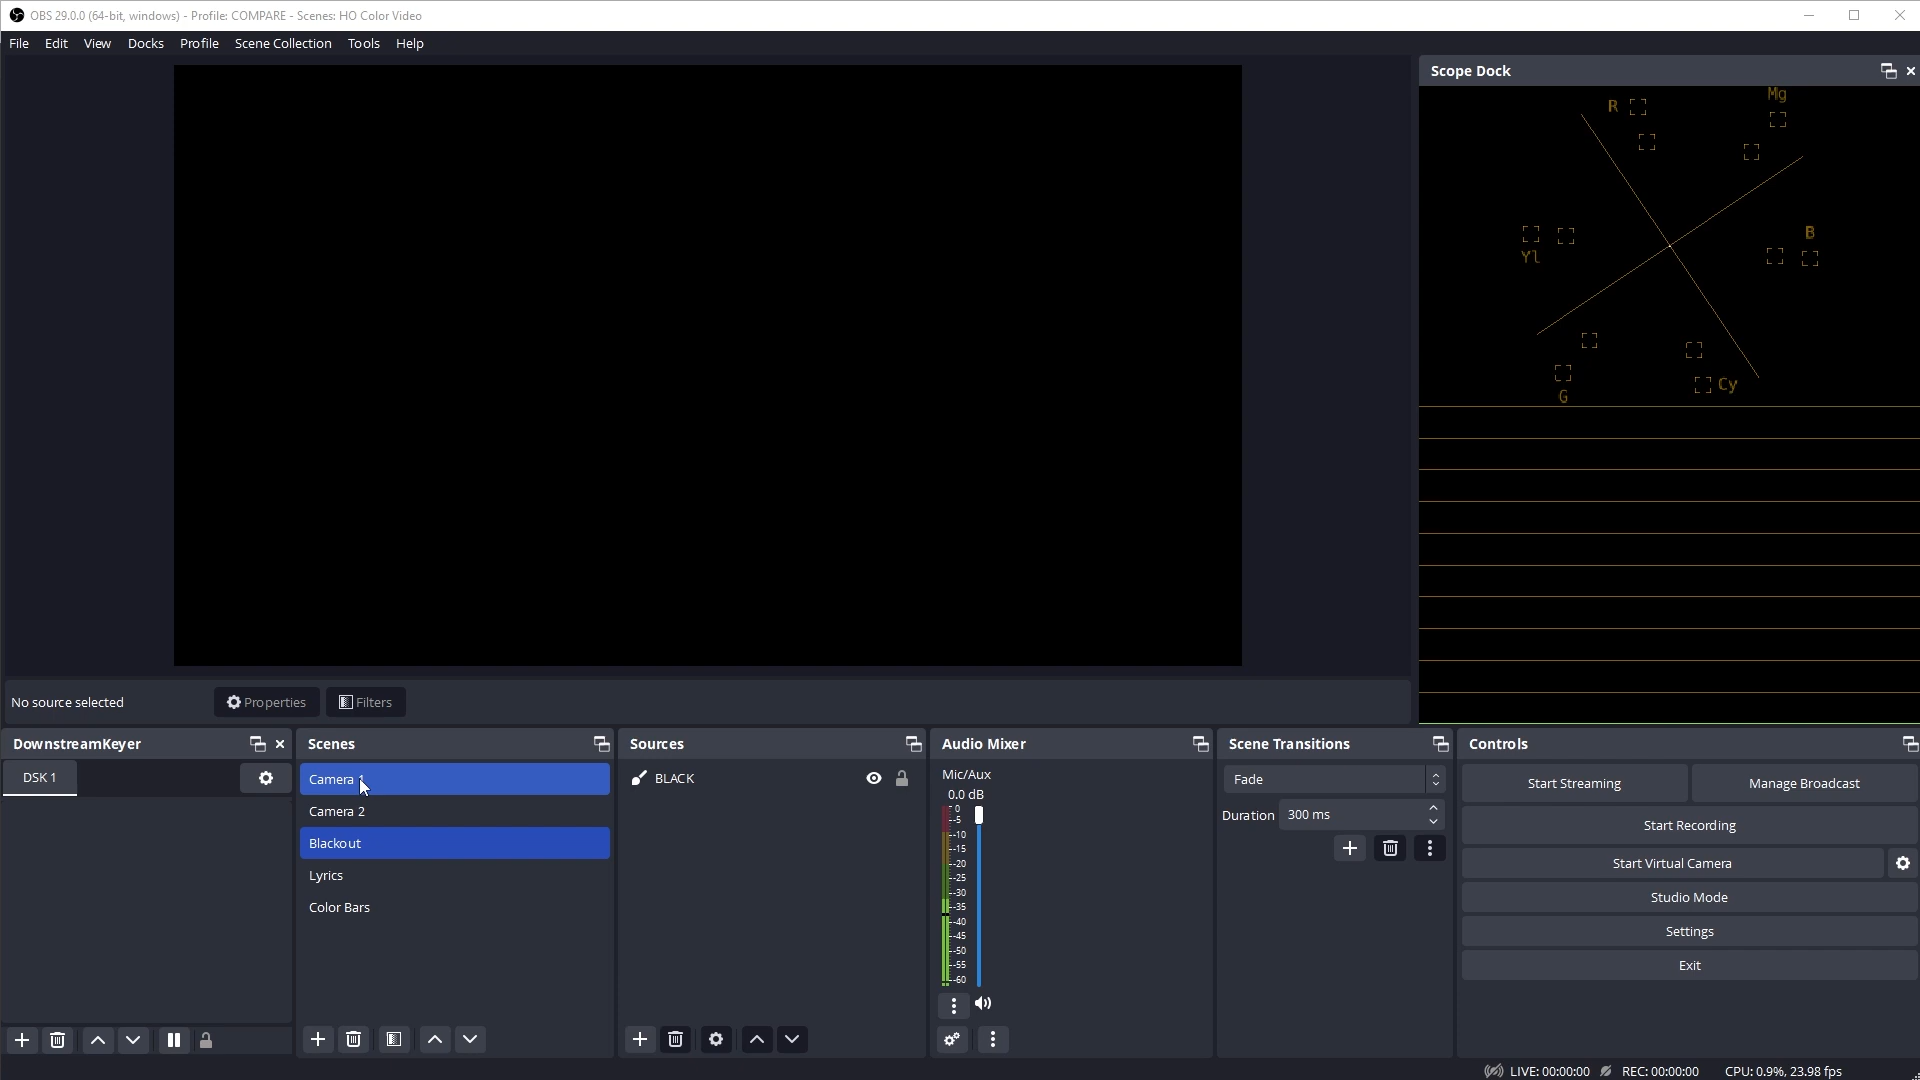 OBS 29.0.0 (64-bit, windows) - Profile: COMPARE - Scenes: HO Color Video
File Edit View Docks Profile Scene Collection Tools Help
Scope Dock
R
Mg
B
Yl
Cy
G
No source selected
Properties
Filters
DownstreamKeyer
DSK 1
Scenes
Camera 1
Camera 2
Blackout
Lyrics
Color Bars
Sources
BLACK
Audio Mixer
Mic/Aux
0.0 dB
0
-5
-10
-15
-20
-25
-30
-35
-40
-45
-50
-55
-60
Scene Transitions
Fade
Duration 300 ms
Controls
Start Streaming
Manage Broadcast
Start Recording
Start Virtual Camera
Studio Mode
Settings
Exit
LIVE: 00:00:00 REC: 00:00:00 CPU: 0.9%, 23.98 fps